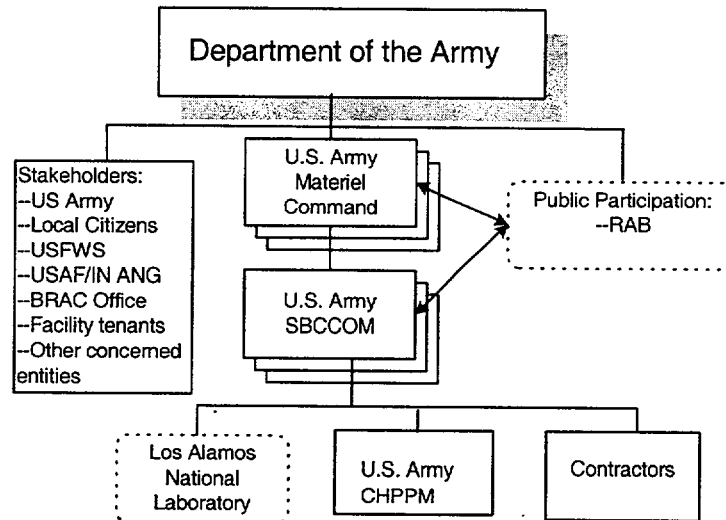 Department of the Army
Stakeholders:
--US Army
--Local Citizens
--USFWS
--USAF/IN ANG
--BRAC Office
--Facility tenants
--Other concerned
entities
U.S. Army
Materiel
Command
Public Participation:
--RAB
U.S. Army
SBCCOM
Los Alamos
National
Laboratory
U.S. Army
CHPPM
Contractors